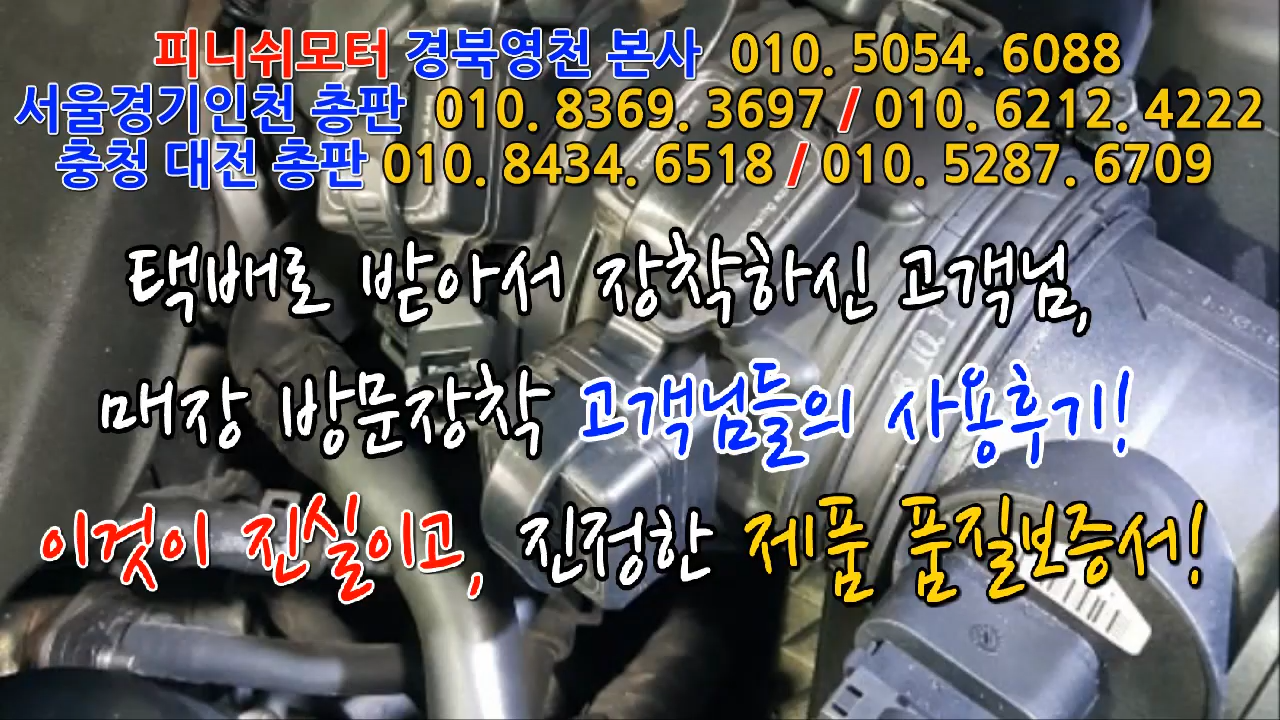 피니쉬모터 경북영천 본사 010. 5054. 6088
서울경기인천 총판 010. 8369. 3697 / 010. 6212. 4222
충청 대전 총판 010. 8434. 6518 / 010. 5287. 6709
택배로 받아서 장착하신 고객님,
매장 방문장착 고객님들의 사용후기!
이것이 진실이고, 진정한 제품 품질보증서!